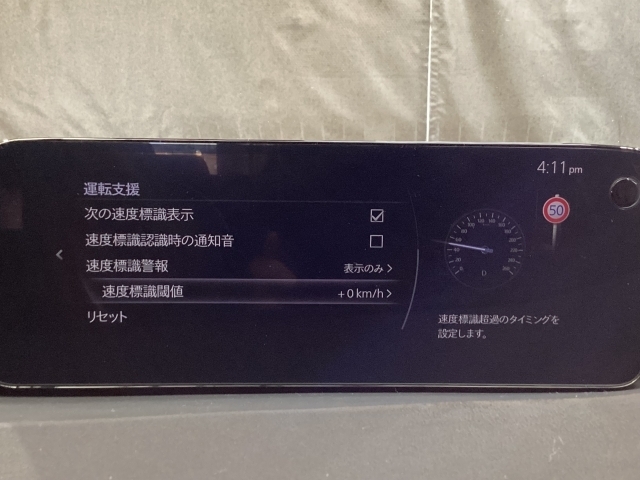 4:11 pm
運転支援
次の速度標識表示
速度標識認識時の通知音
速度標識警報 表示のみ >
速度標識閾値 +0 km/h >
リセット
50
速度標識超過のタイミングを
設定します。